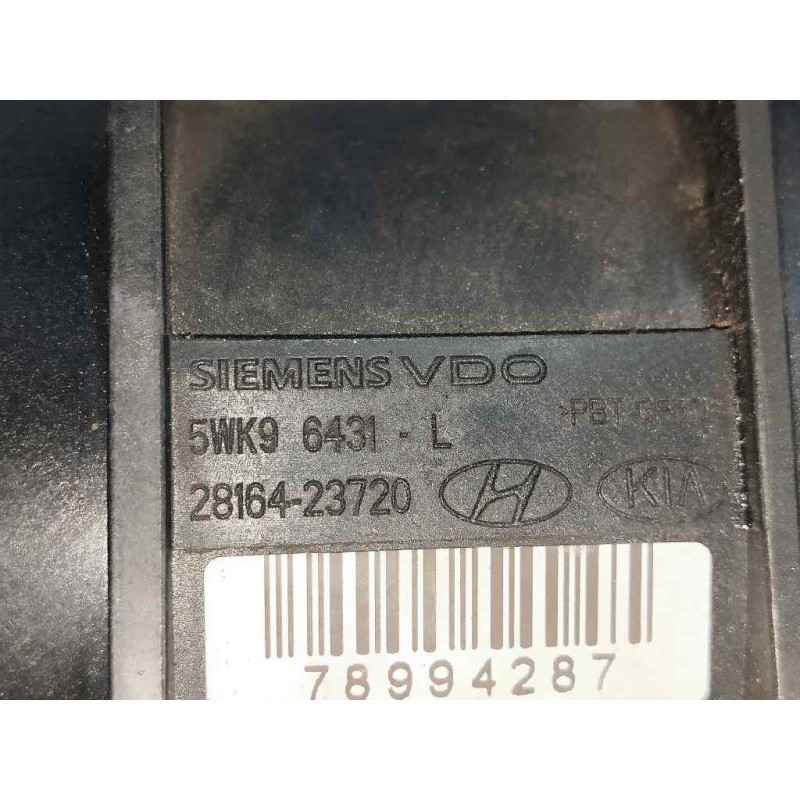 SIEMENS VDO
5WK9 6431 - L
28164-23720 H KIA
78994287